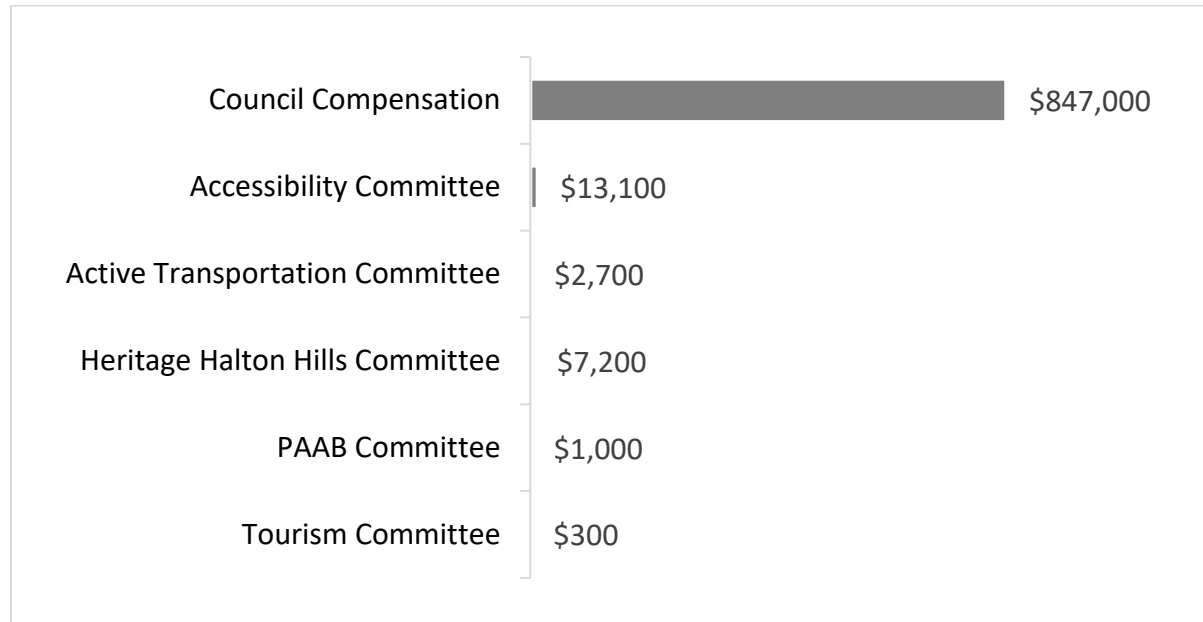 Council Compensation $847,000
Accessibility Committee $13,100
Active Transportation Committee $2,700
Heritage Halton Hills Committee $7,200
PAAB Committee $1,000
Tourism Committee $300